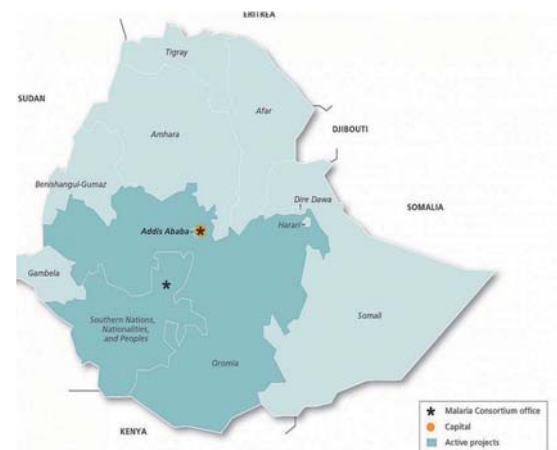 ERITREA
Tigray
SUDAN
Afar
Amhara
DJIBOUTI
Benishangul-Gumaz
Dire Dawa
SOMALIA
Harari
Addis Ababa
Gambela
Southern Nations,
Nationalities,
and Peoples
Somali
Oromia
KENYA
Malaria Consortium office
Capital
Active projects